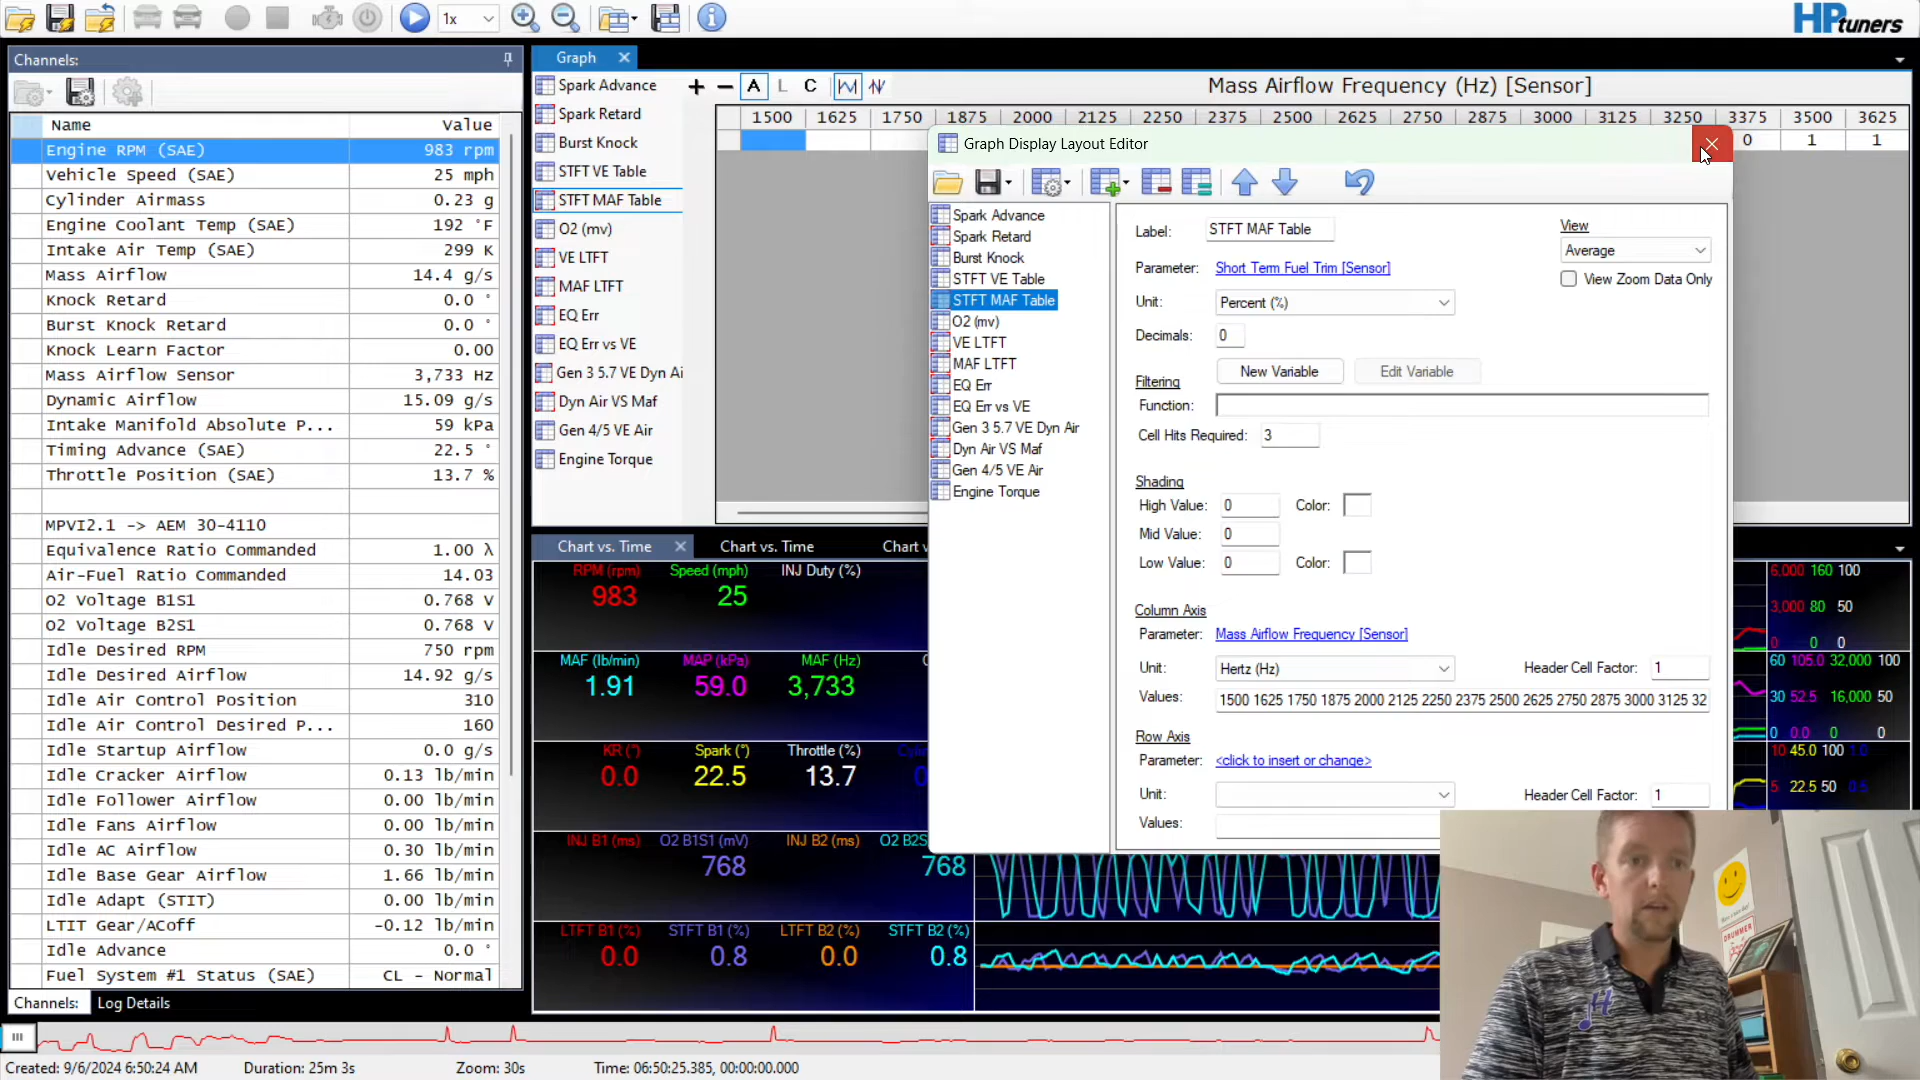 1x
HPtuners
Channels:
Name Value
Engine RPM (SAE) 983 rpm
Vehicle Speed (SAE) 25 mph
Cylinder Airmass 0.23 g
Engine Coolant Temp (SAE) 192 °F
Intake Air Temp (SAE) 299 K
Mass Airflow 14.4 g/s
Knock Retard 0.0 °
Burst Knock Retard 0.0 °
Knock Learn Factor 0.00
Mass Airflow Sensor 3,733 Hz
Dynamic Airflow 15.09 g/s
Intake Manifold Absolute P... 59 kPa
Timing Advance (SAE) 22.5 °
Throttle Position (SAE) 13.7 %
MPVI2.1 -> AEM 30-4110
Equivalence Ratio Commanded 1.00 λ
Air-Fuel Ratio Commanded 14.03
O2 Voltage B1S1 0.768 V
O2 Voltage B2S1 0.768 V
Idle Desired RPM 750 rpm
Idle Desired Airflow 14.92 g/s
Idle Air Control Position 310
Idle Air Control Desired P... 160
Idle Startup Airflow 0.0 g/s
Idle Cracker Airflow 0.13 lb/min
Idle Follower Airflow 0.00 lb/min
Idle Fans Airflow 0.00 lb/min
Idle AC Airflow 0.30 lb/min
Idle Base Gear Airflow 1.66 lb/min
Idle Adapt (STIT) 0.00 lb/min
LTIT Gear/ACoff -0.12 lb/min
Idle Advance 0.0 °
Fuel System #1 Status (SAE) CL - Normal
Channels: Log Details
Graph
Spark Advance
Spark Retard
Burst Knock
STFT VE Table
STFT MAF Table
O2 (mv)
VE LTFT
MAF LTFT
EQ Err
EQ Err vs VE
Gen 3 5.7 VE Dyn Ai
Dyn Air VS Maf
Gen 4/5 VE Air
Engine Torque
A L C
Mass Airflow Frequency (Hz) [Sensor]
1500 1625 1750 1875 2000 2125 2250 2375 2500 2625 2750 2875 3000 3125 3250 3375 3500 3625
0 1 1
Graph Display Layout Editor
Spark Advance
Spark Retard
Burst Knock
STFT VE Table
STFT MAF Table
O2 (mv)
VE LTFT
MAF LTFT
EQ Err
EQ Err vs VE
Gen 3 5.7 VE Dyn Air
Dyn Air VS Maf
Gen 4/5 VE Air
Engine Torque
Label: STFT MAF Table
View
Average
View Zoom Data Only
Parameter: Short Term Fuel Trim [Sensor]
Unit: Percent (%)
Decimals: 0
New Variable Edit Variable
Filtering
Function:
Cell Hits Required: 3
Shading
High Value: 0 Color:
Mid Value: 0
Low Value: 0 Color:
Column Axis
Parameter: Mass Airflow Frequency [Sensor]
Unit: Hertz (Hz) Header Cell Factor: 1
Values: 1500 1625 1750 1875 2000 2125 2250 2375 2500 2625 2750 2875 3000 3125 32
Row Axis
Parameter: <click to insert or change>
Unit: Header Cell Factor: 1
Values:
Chart vs. Time Chart vs. Time Chart v
RPM (rpm) Speed (mph) INJ Duty (%)
983 25
MAF (lb/min) MAP (kPa) MAF (Hz)
1.91 59.0 3,733
KR (°) Spark (°) Throttle (%)
0.0 22.5 13.7
INJ B1 (ms) O2 B1S1 (mV) INJ B2 (ms) O2 B2S
768 768
LTFT B1 (%) STFT B1 (%) LTFT B2 (%) STFT B2 (%)
0.0 0.8 0.0 0.8
6,000 160 100
3,000 80 50
0 0 0
60 105.0 32,000 100
30 52.5 16,000 50
0 0.0 0 0
10 45.0 100 1.0
5 22.5 50 0.5
DRUMMER
Created: 9/6/2024 6:50:24 AM Duration: 25m 3s Zoom: 30s Time: 06:50:25.385, 00:00:00.000